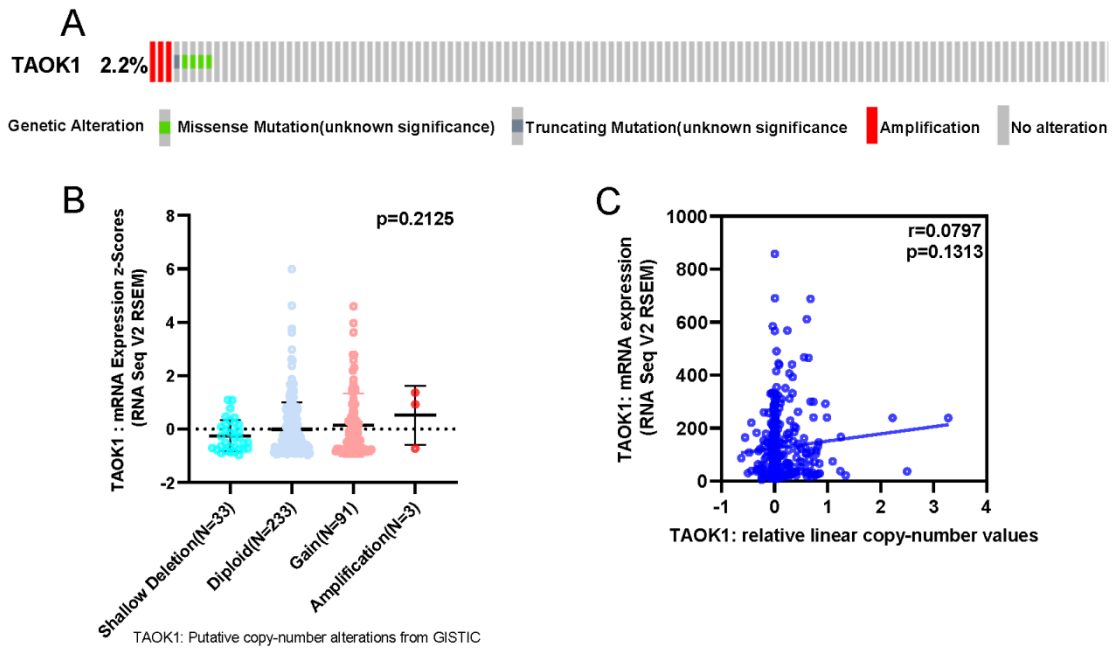 A
TAOK1 2.2%
Genetic Alteration Missense Mutation(unknown significance) Truncating Mutation(unknown significance Amplification No alteration
B
p=0.2125
TAOK1 : mRNA Expression z-Scores
(RNA Seq V2 RSEM)
8
6
4
2
0
-2
Shallow Deletion(N=33)
Diploid(N=233)
Gain(N=91)
Amplification(N=3)
TAOK1: Putative copy-number alterations from GISTIC
C
r=0.0797
p=0.1313
TAOK1: mRNA expression
(RNA Seq V2 RSEM)
1000
800
600
400
200
0
-1 0 1 2 3 4
TAOK1: relative linear copy-number values